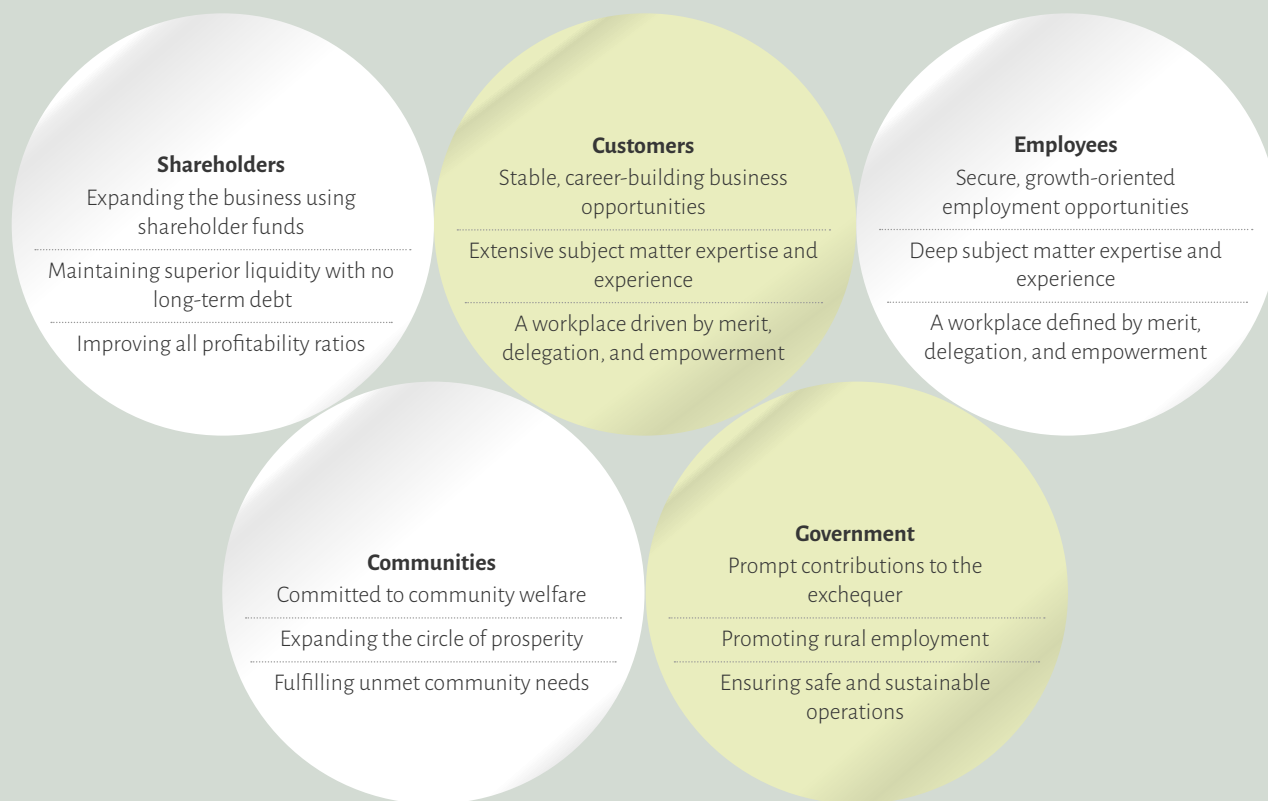 Shareholders
Expanding the business using
shareholder funds
Maintaining superior liquidity with no
long-term debt
Improving all profitability ratios
Customers
Stable, career-building business
opportunities
Extensive subject matter expertise and
experience
A workplace driven by merit,
delegation, and empowerment
Employees
Secure, growth-oriented
employment opportunities
Deep subject matter expertise and
experience
A workplace defined by merit,
delegation, and empowerment
Communities
Committed to community welfare
Expanding the circle of prosperity
Fulfilling unmet community needs
Government
Prompt contributions to the
exchequer
Promoting rural employment
Ensuring safe and sustainable
operations